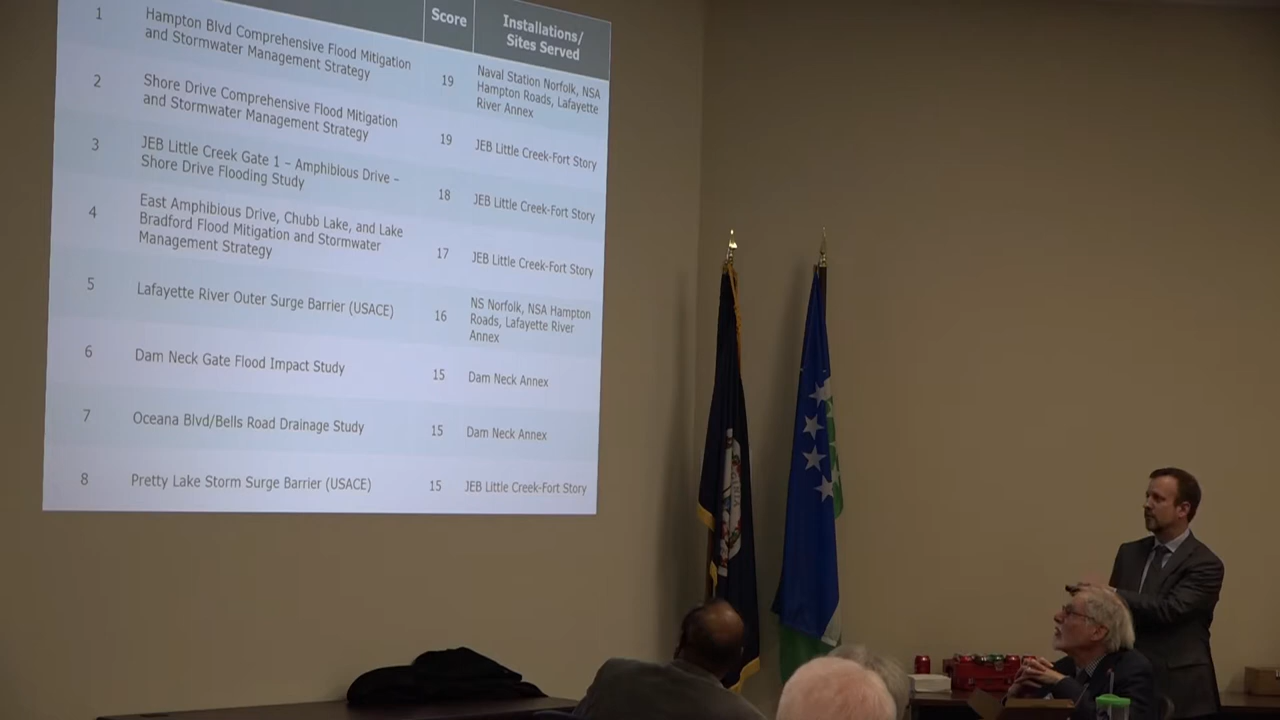 Score
Installations/
Sites Served
1
Hampton Blvd Comprehensive Flood Mitigation
and Stormwater Management Strategy
19
Naval Station Norfolk, NSA
Hampton Roads, Lafayette
River Annex
2
Shore Drive Comprehensive Flood Mitigation
and Stormwater Management Strategy
19
JEB Little Creek-Fort Story
3
JEB Little Creek Gate 1 – Amphibious Drive –
Shore Drive Flooding Study
18
JEB Little Creek-Fort Story
4
East Amphibious Drive, Chubb Lake, and Lake
Bradford Flood Mitigation and Stormwater
Management Strategy
17
JEB Little Creek-Fort Story
5
Lafayette River Outer Surge Barrier (USACE)
16
NS Norfolk, NSA Hampton
Roads, Lafayette River
Annex
6
Dam Neck Gate Flood Impact Study
15
Dam Neck Annex
7
Oceana Blvd/Bells Road Drainage Study
15
Dam Neck Annex
8
Pretty Lake Storm Surge Barrier (USACE)
15
JEB Little Creek-Fort Story